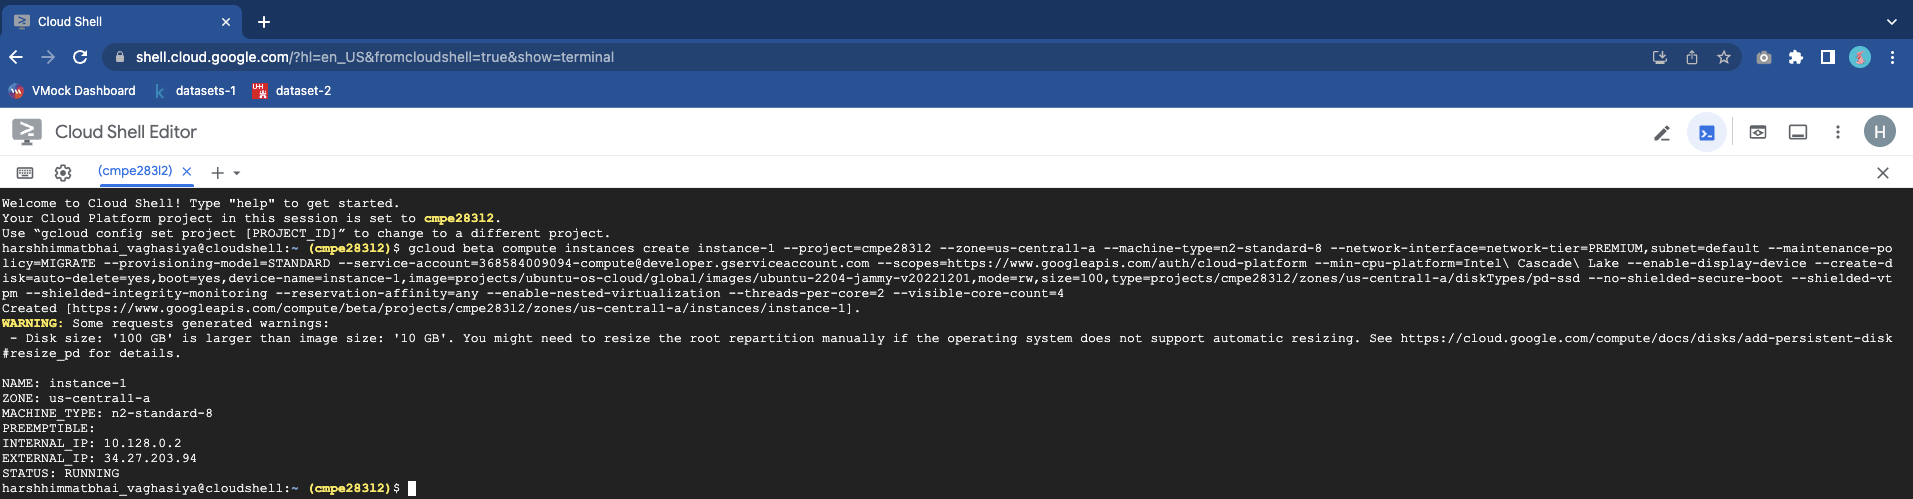 Cloud Shell
shell.cloud.google.com/?hl=en_US&fromcloudshell=true&show=terminal
VMock Dashboard
k datasets-1
UH dataset-2
Cloud Shell Editor
H
(cmpe283l2)
Welcome to Cloud Shell! Type "help" to get started.
Your Cloud Platform project in this session is set to cmpe283l2.
Use “gcloud config set project [PROJECT_ID]” to change to a different project.
harshhimmatbhai_vaghasiya@cloudshell:~ (cmpe283l2)$ gcloud beta compute instances create instance-1 --project=cmpe283l2 --zone=us-central1-a --machine-type=n2-standard-8 --network-interface=network-tier=PREMIUM,subnet=default --maintenance-po
licy=MIGRATE --provisioning-model=STANDARD --service-account=368584009094-compute@developer.gserviceaccount.com --scopes=https://www.googleapis.com/auth/cloud-platform --min-cpu-platform=Intel\ Cascade\ Lake --enable-display-device --create-d
isk=auto-delete=yes,boot=yes,device-name=instance-1,image=projects/ubuntu-os-cloud/global/images/ubuntu-2204-jammy-v20221201,mode=rw,size=100,type=projects/cmpe283l2/zones/us-central1-a/diskTypes/pd-ssd --no-shielded-secure-boot --shielded-vt
pm --shielded-integrity-monitoring --reservation-affinity=any --enable-nested-virtualization --threads-per-core=2 --visible-core-count=4
Created [https://www.googleapis.com/compute/beta/projects/cmpe283l2/zones/us-central1-a/instances/instance-1].
WARNING: Some requests generated warnings:
- Disk size: '100 GB' is larger than image size: '10 GB'. You might need to resize the root repartition manually if the operating system does not support automatic resizing. See https://cloud.google.com/compute/docs/disks/add-persistent-disk
#resize_pd for details.
NAME: instance-1
ZONE: us-central1-a
MACHINE_TYPE: n2-standard-8
PREEMPTIBLE:
INTERNAL_IP: 10.128.0.2
EXTERNAL_IP: 34.27.203.94
STATUS: RUNNING
harshhimmatbhai_vaghasiya@cloudshell:~ (cmpe283l2)$